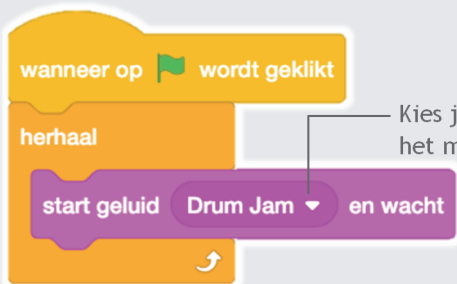 wanneer op wordt geklikt
herhaal
start geluid Drum Jam en wacht
Kies
het